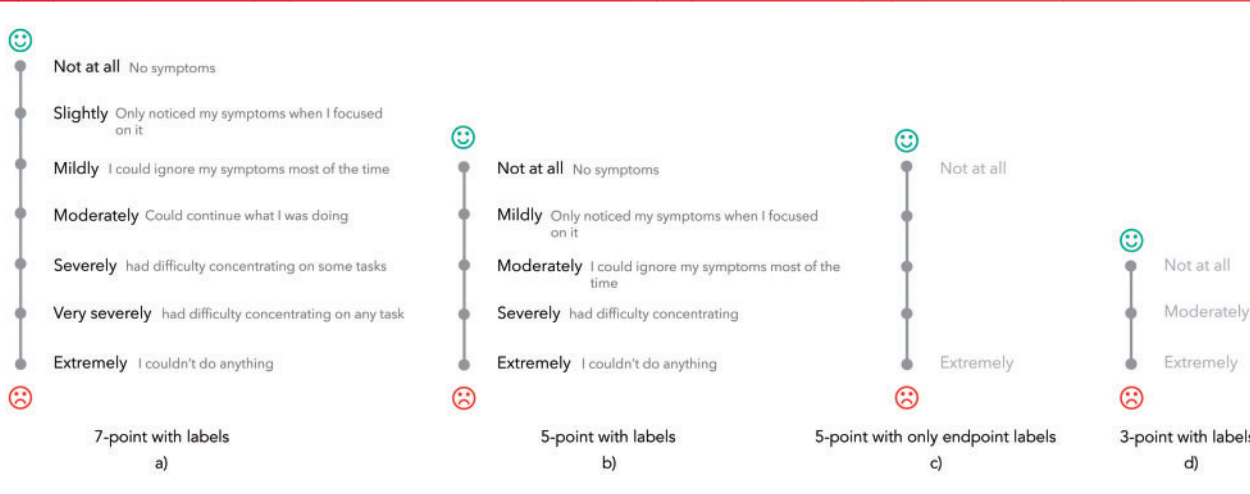 Not at all No symptoms
Slightly Only noticed my symptoms when I focused
on it
Mildly I could ignore my symptoms most of the time
Moderately Could continue what I was doing
Severely had difficulty concentrating on some tasks
Very severely had difficulty concentrating on any task
Extremely I couldn't do anything
7-point with labels
a)
Not at all No symptoms
Mildly Only noticed my symptoms when I focused
on it
Moderately I could ignore my symptoms most of the
time
Severely had difficulty concentrating
Extremely I couldn't do anything
5-point with labels
b)
Not at all
Extremely
5-point with only endpoint labels
c)
Not at all
Moderately
Extremely
3-point with labels
d)